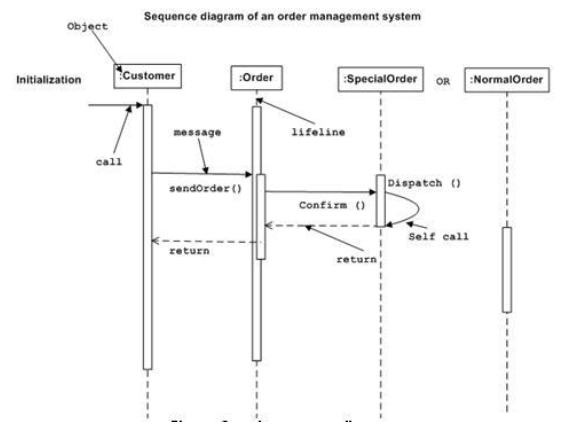 Sequence diagram of an order management system
Object
Initialization
:Customer
:Order
:SpecialOrder
OR
:NormalOrder
message
lifeline
call
sendOrder()
Dispatch ()
Confirm ()
Self call
return
return